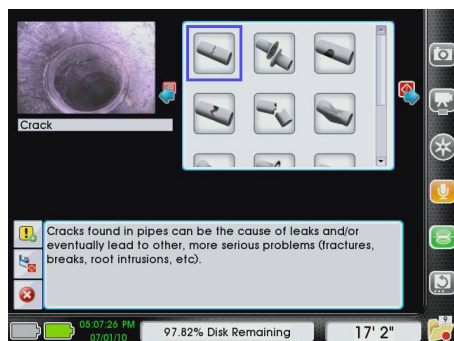 Crack
Cracks found in pipes can be the cause of leaks and/or
eventually lead to other, more serious problems (fractures,
breaks, root intrusions, etc).
05:07:26 PM
07/01/10
97.82% Disk Remaining
17' 2"
9